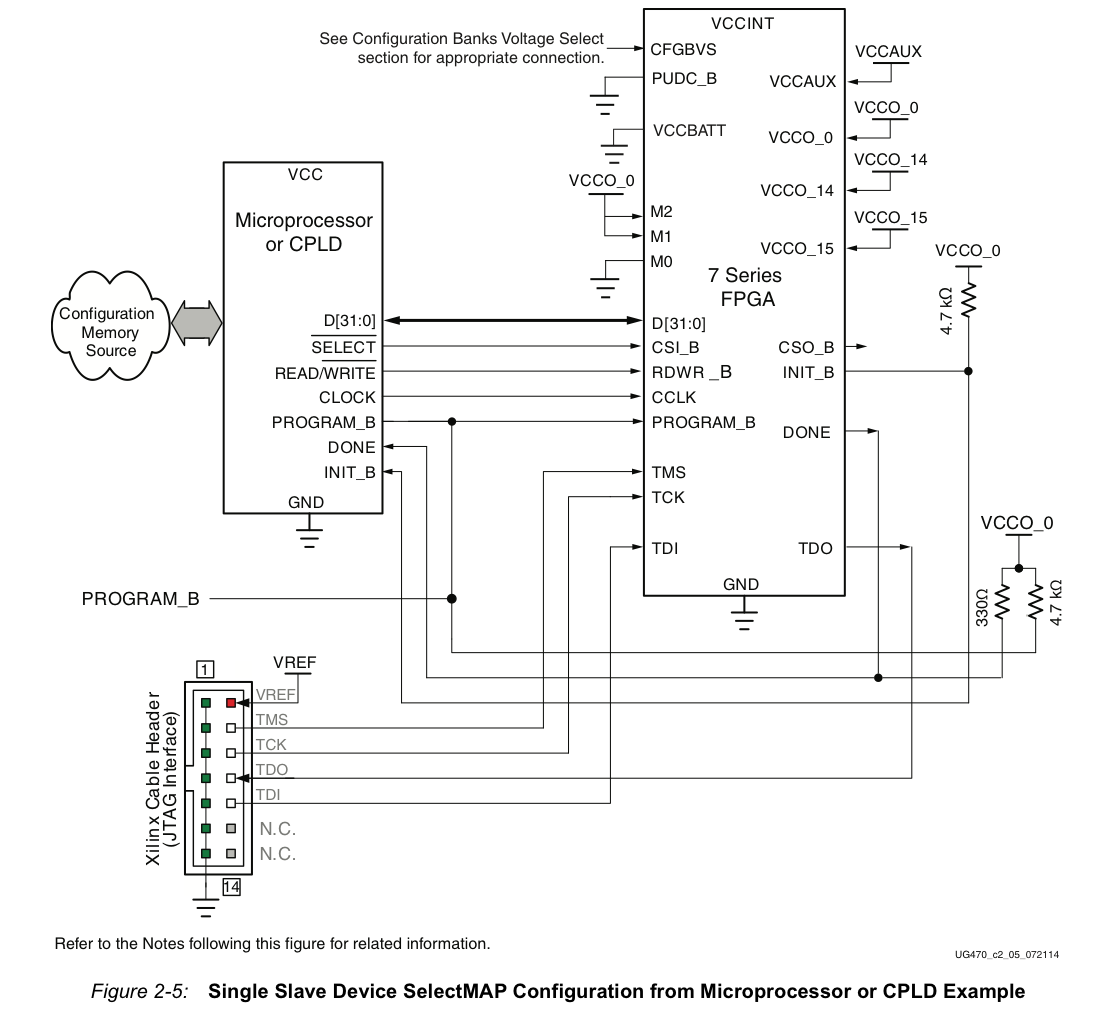 See Configuration Banks Voltage Select
section for appropriate connection.
VCCINT
CFGBVS
PUDC_B
VCCBATT
VCCO_0
M2
M1
M0
7 Series
FPGA
VCCAUX
VCCAUX
VCCO_0
VCCO_0
VCCO_14
VCCO_14
VCCO_15
VCCO_15
VCCO_0
4.7 kΩ
VCC
Microprocessor
or CPLD
Configuration
Memory
Source
D[31:0]
SELECT
READ/WRITE
CLOCK
PROGRAM_B
DONE
INIT_B
GND
D[31:0]
CSI_B
RDWR _B
CCLK
PROGRAM_B
TMS
TCK
TDI
CSO_B
INIT_B
DONE
TDO
GND
VCCO_0
330Ω
4.7 kΩ
PROGRAM_B
1
VREF
VREF
TMS
TCK
TDO
TDI
N.C.
N.C.
14
Xilinx Cable Header
(JTAG Interface)
Refer to the Notes following this figure for related information.
UG470_c2_05_072114
Figure 2-5: Single Slave Device SelectMAP Configuration from Microprocessor or CPLD Example